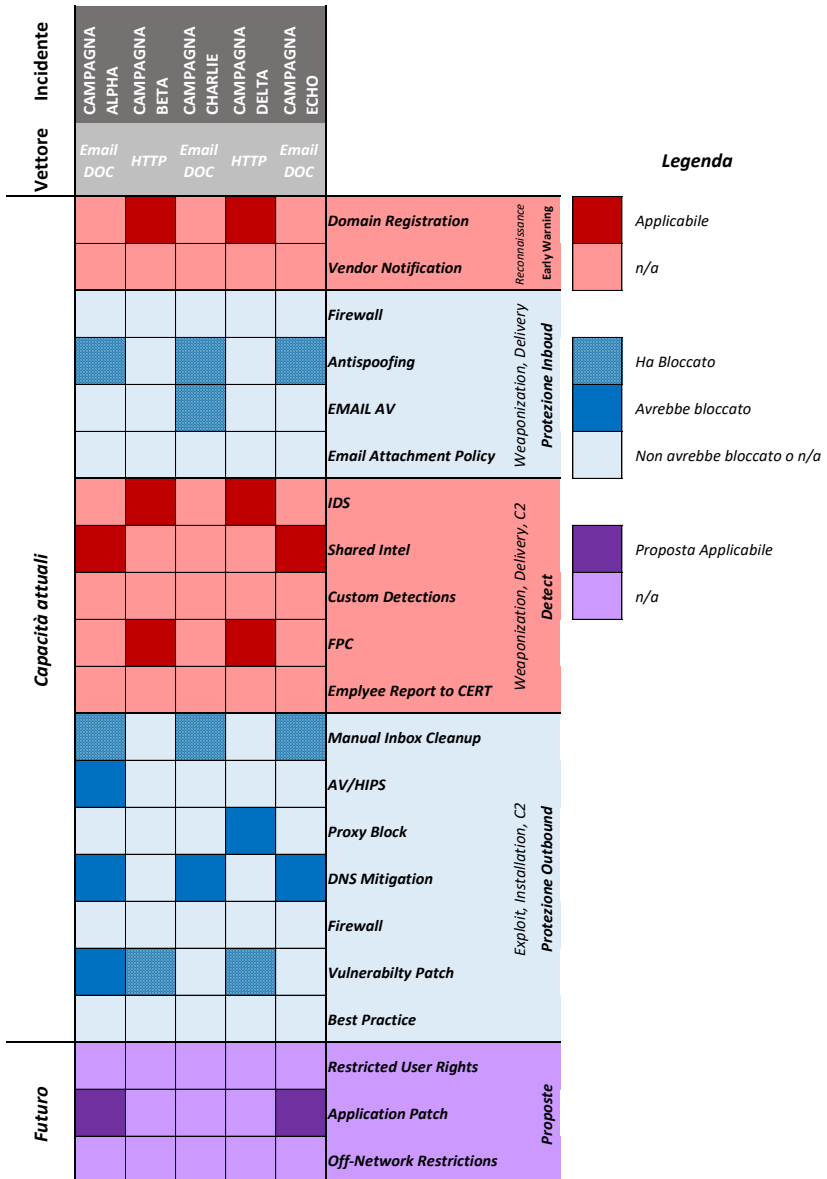 Incidente
CAMPAGNA
ALPHA
CAMPAGNA
BETA
CAMPAGNA
CHARLIE
CAMPAGNA
DELTA
CAMPAGNA
ECHO
Vettore
Email
DOC
HTTP
Email
DOC
HTTP
Email
DOC
Legenda
Capacità attuali
Domain Registration
Vendor Notification
Reconnaissance
Early Warning
Applicabile
n/a
Firewall
Antispoofing
EMAIL AV
Email Attachment Policy
Weaponization, Delivery
Protezione Inboud
Ha Bloccato
Avrebbe bloccato
Non avrebbe bloccato o n/a
IDS
Shared Intel
Custom Detections
FPC
Emplyee Report to CERT
Weaponization, Delivery, C2
Detect
Proposta Applicabile
n/a
Manual Inbox Cleanup
AV/HIPS
Proxy Block
DNS Mitigation
Firewall
Vulnerabilty Patch
Best Practice
Exploit, Installation, C2
Protezione Outbound
Futuro
Restricted User Rights
Application Patch
Off-Network Restrictions
Proposte